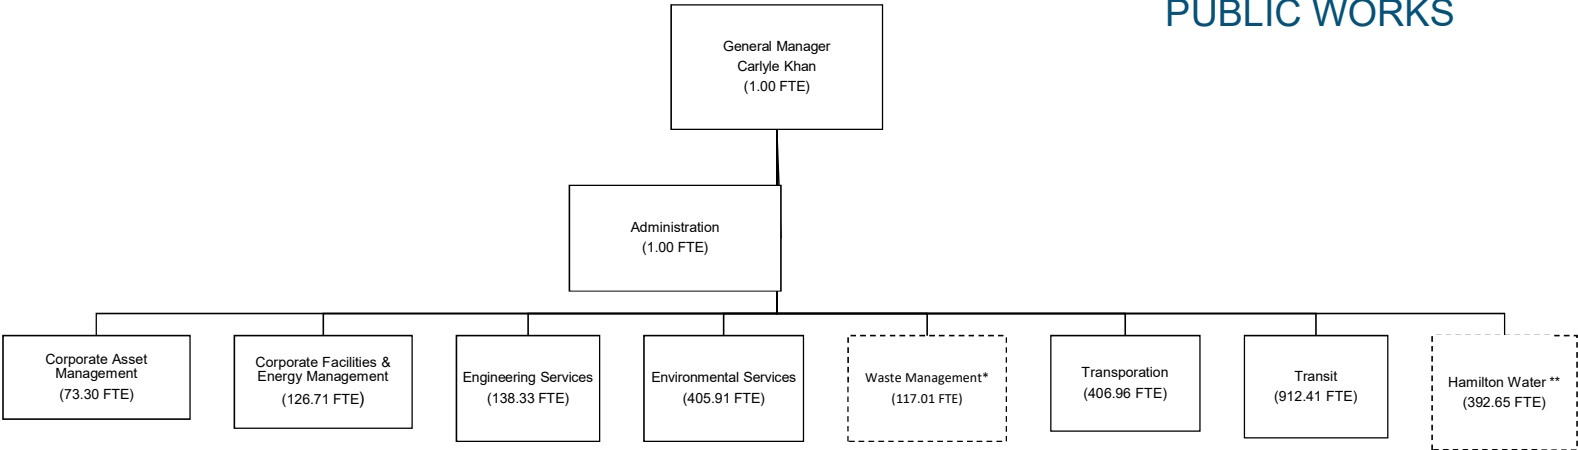 PUBLIC WORKS
General Manager
Carlyle Khan
(1.00 FTE)
Administration
(1.00 FTE)
Corporate Asset
Management
(73.30 FTE)
Corporate Facilities &
Energy Management
(126.71 FTE)
Engineering Services
(138.33 FTE)
Environmental Services
(405.91 FTE)
Waste Management*
(117.01 FTE)
Transporation
(406.96 FTE)
Transit
(912.41 FTE)
Hamilton Water **
(392.65 FTE)